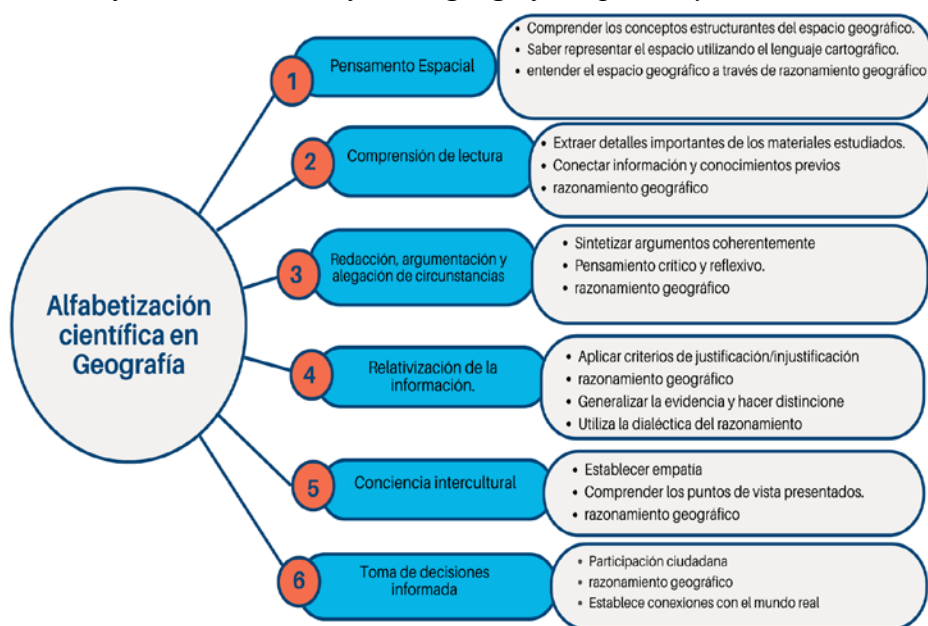 Alfabetización
científica en
Geografía
1
Pensamento Espacial
• Comprender los conceptos estructurantes del espacio geográfico.
• Saber representar el espacio utilizando el lenguaje cartográfico.
• entender el espacio geográfico a través de razonamiento geográfico
2
Comprensión de lectura
• Extraer detalles importantes de los materiales estudiados.
• Conectar información y conocimientos previos
• razonamiento geográfico
3
Redacción, argumentación y
alegación de circunstancias
• Sintetizar argumentos coherentemente
• Pensamiento crítico y reflexivo.
• razonamiento geográfico
4
Relativización de la
información.
• Aplicar criterios de justificación/injustificación
• razonamiento geográfico
• Generalizar la evidencia y hacer distincione
• Utiliza la dialéctica del razonamiento
5
Conciencia intercultural
• Establecer empatía
• Comprender los puntos de vista presentados.
• razonamiento geográfico
6
Toma de decisiones
informada
• Participación ciudadana
• razonamiento geográfico
• Establece conexiones con el mundo real